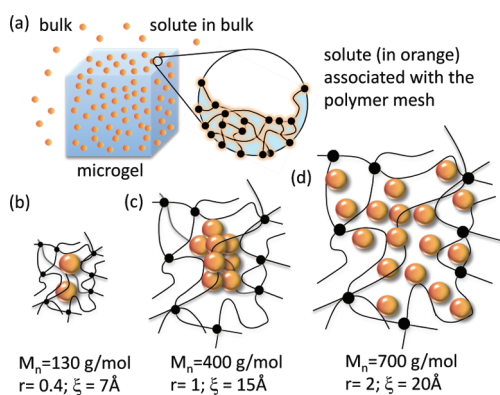 (a)
bulk
solute in bulk
solute (in orange)
associated with the
polymer mesh
microgel
(b)
(c)
(d)
Mₙ=130 g/mol
r= 0.4; ξ = 7Å
Mₙ=400 g/mol
r= 1; ξ = 15Å
Mₙ=700 g/mol
r= 2; ξ = 20Å